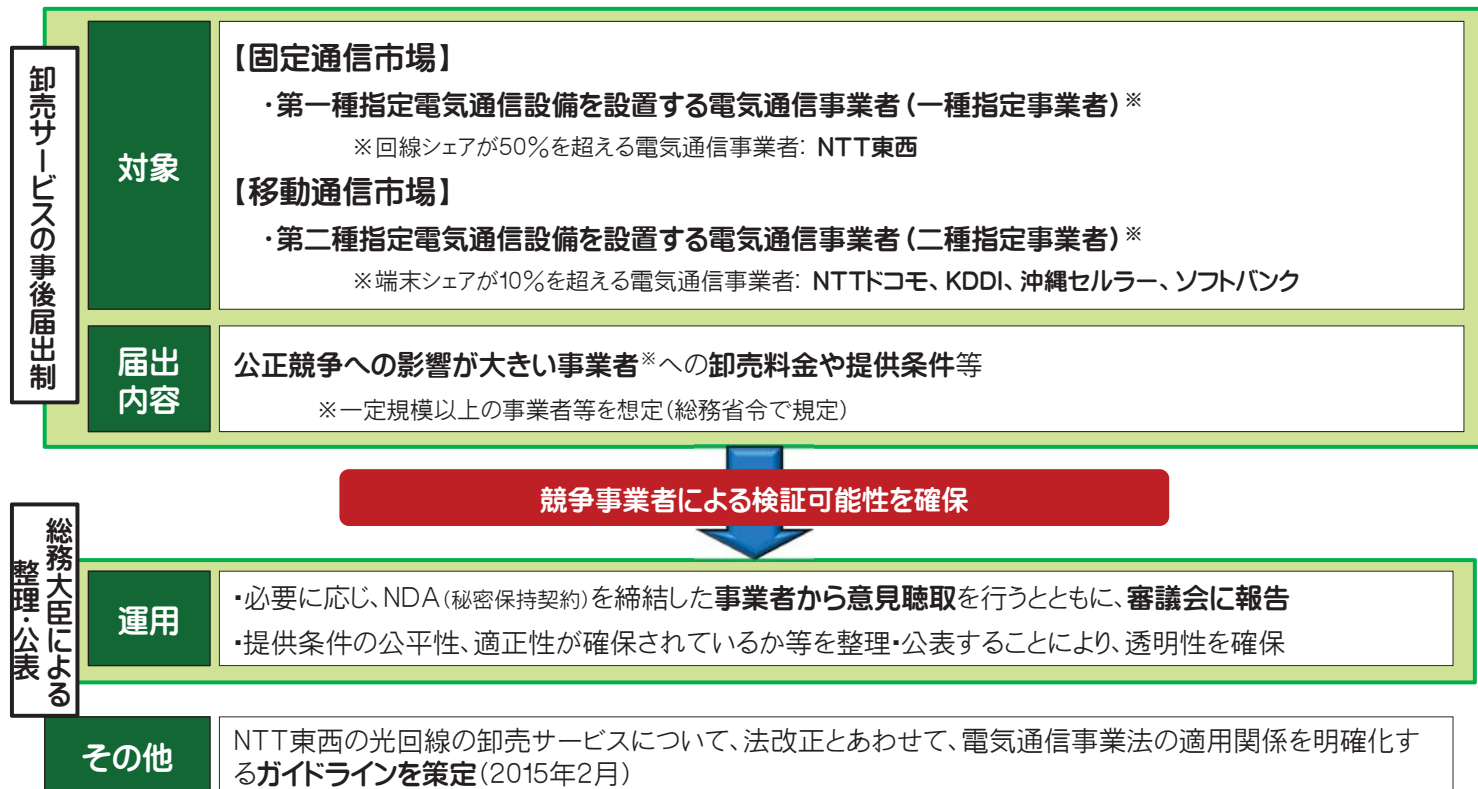 卸売サービスの事後届出制
対象
【固定通信市場】
・第一種指定電気通信設備を設置する電気通信事業者（一種指定事業者）※
※回線シェアが50％を超える電気通信事業者： NTT東西
【移動通信市場】
・第二種指定電気通信設備を設置する電気通信事業者（二種指定事業者）※
※端末シェアが10％を超える電気通信事業者： NTTドコモ、KDDI、沖縄セルラー、ソフトバンク
届出
内容
公正競争への影響が大きい事業者※への卸売料金や提供条件等
※一定規模以上の事業者等を想定（総務省令で規定）
競争事業者による検証可能性を確保
総務大臣による
整理・公表
運用
・必要に応じ、NDA（秘密保持契約）を締結した事業者から意見聴取を行うとともに、審議会に報告
・提供条件の公平性、適正性が確保されているか等を整理・公表することにより、透明性を確保
その他
NTT東西の光回線の卸売サービスについて、法改正とあわせて、電気通信事業法の適用関係を明確化す
るガイドラインを策定（2015年2月）